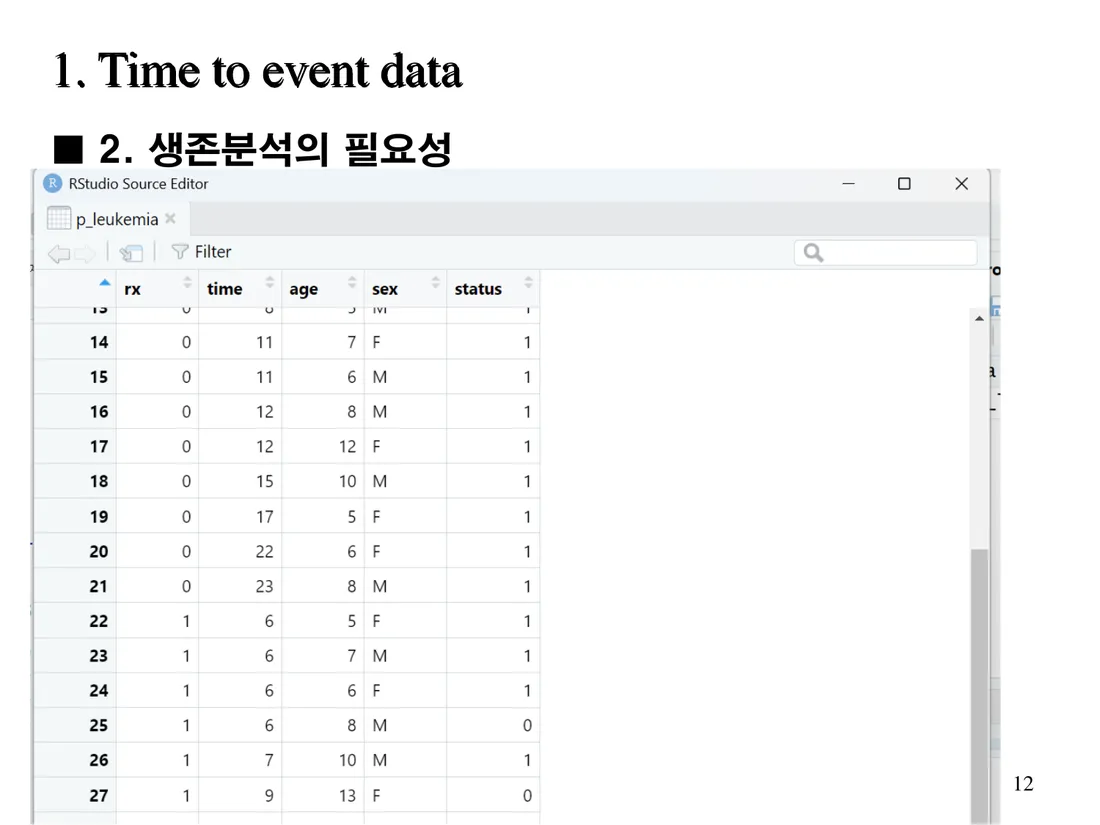 1. Time to event data
■ 2. 생존분석의 필요성
R RStudio Source Editor
p_leukemia
Filter
rx time age sex status
14 0 11 7 F 1
15 0 11 6 M 1
16 0 12 8 M 1
17 0 12 12 F 1
18 0 15 10 M 1
19 0 17 5 F 1
20 0 22 6 F 1
21 0 23 8 M 1
22 1 6 5 F 1
23 1 6 7 M 1
24 1 6 6 F 1
25 1 6 8 M 0
26 1 7 10 M 1
27 1 9 13 F 0
12